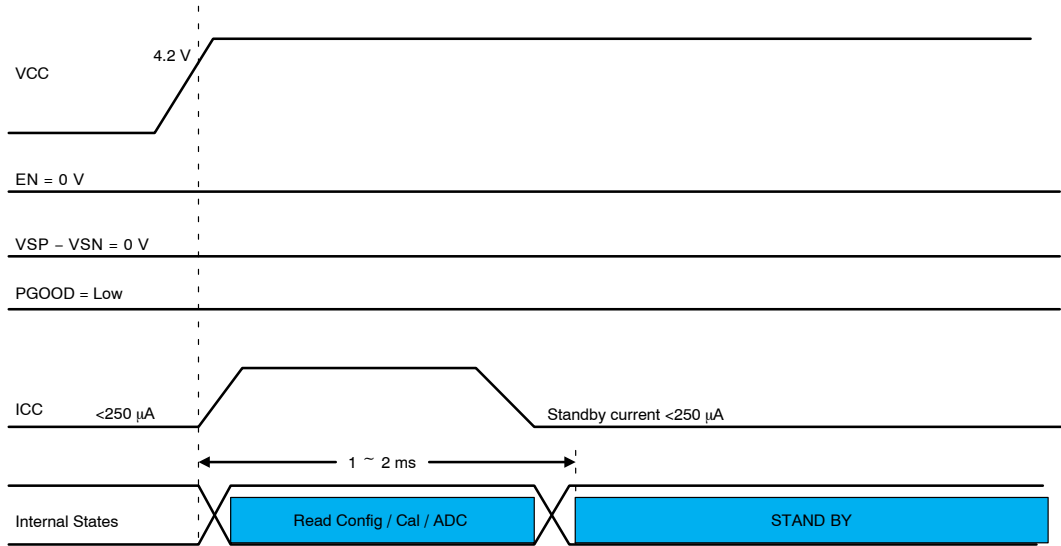 4.2 V
VCC
EN = 0 V
VSP − VSN = 0 V
PGOOD = Low
ICC <250 μA Standby current <250 μA
1 ~ 2 ms
Internal States Read Config / Cal / ADC STAND BY